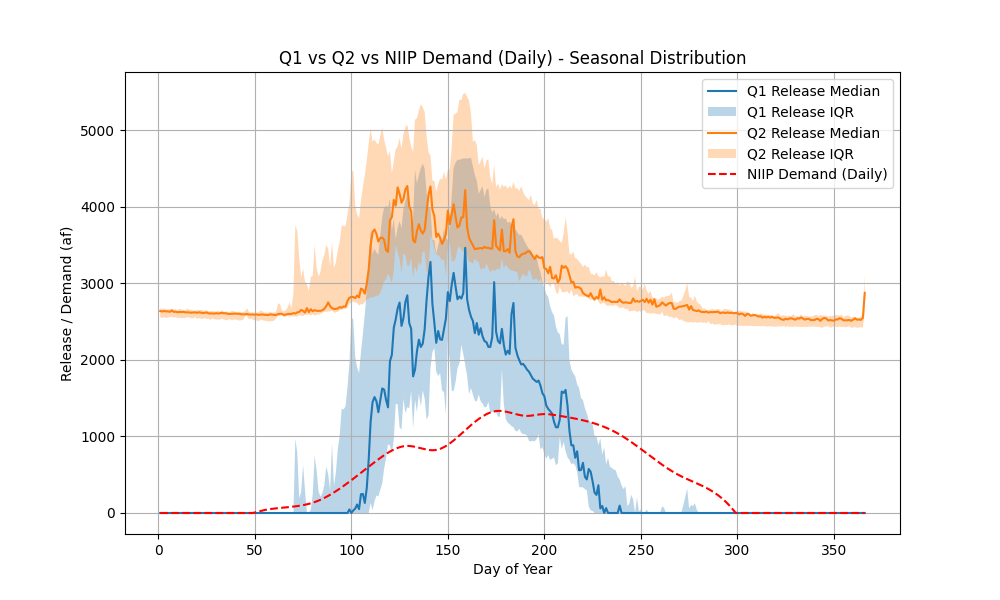 Q1 vs Q2 vs NIIP Demand (Daily) - Seasonal Distribution
Q1 Release Median
Q1 Release IQR
Q2 Release Median
Q2 Release IQR
NIIP Demand (Daily)
Release / Demand (af)
5000
4000
3000
2000
1000
0
0 50 100 150 200 250 300 350
Day of Year